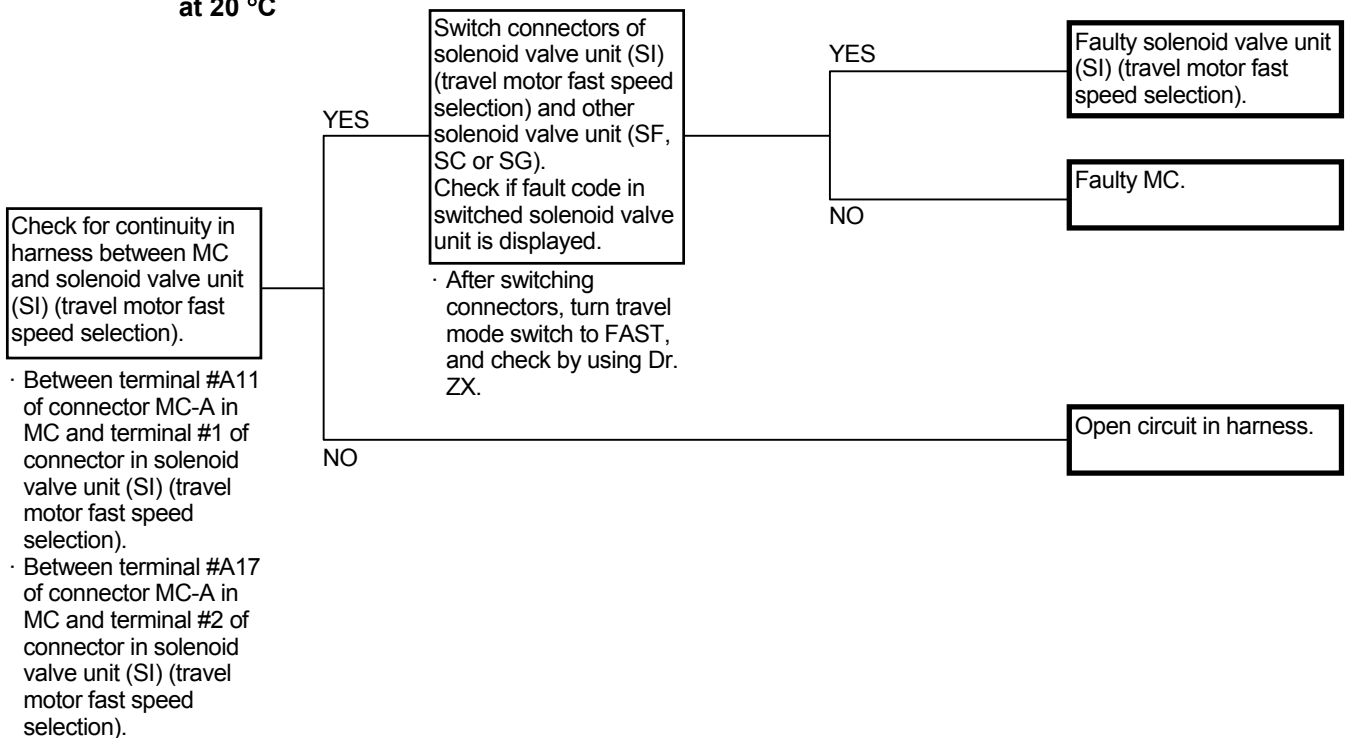 at 20 °C
Check for continuity in
harness between MC
and solenoid valve unit
(SI) (travel motor fast
speed selection).
· Between terminal #A11
of connector MC-A in
MC and terminal #1 of
connector in solenoid
valve unit (SI) (travel
motor fast speed
selection).
· Between terminal #A17
of connector MC-A in
MC and terminal #2 of
connector in solenoid
valve unit (SI) (travel
motor fast speed
selection).
YES
Switch connectors of
solenoid valve unit (SI)
(travel motor fast speed
selection) and other
solenoid valve unit (SF,
SC or SG).
Check if fault code in
switched solenoid valve
unit is displayed.
· After switching
connectors, turn travel
mode switch to FAST,
and check by using Dr.
ZX.
YES
Faulty solenoid valve unit
(SI) (travel motor fast
speed selection).
NO
Faulty MC.
NO
Open circuit in harness.